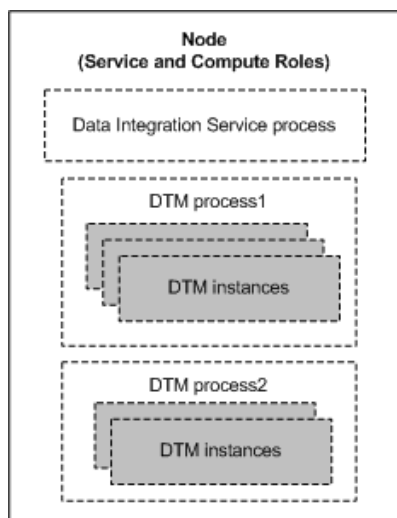 Node
(Service and Compute Roles)
Data Integration Service process
DTM process1
DTM instances
DTM process2
DTM instances